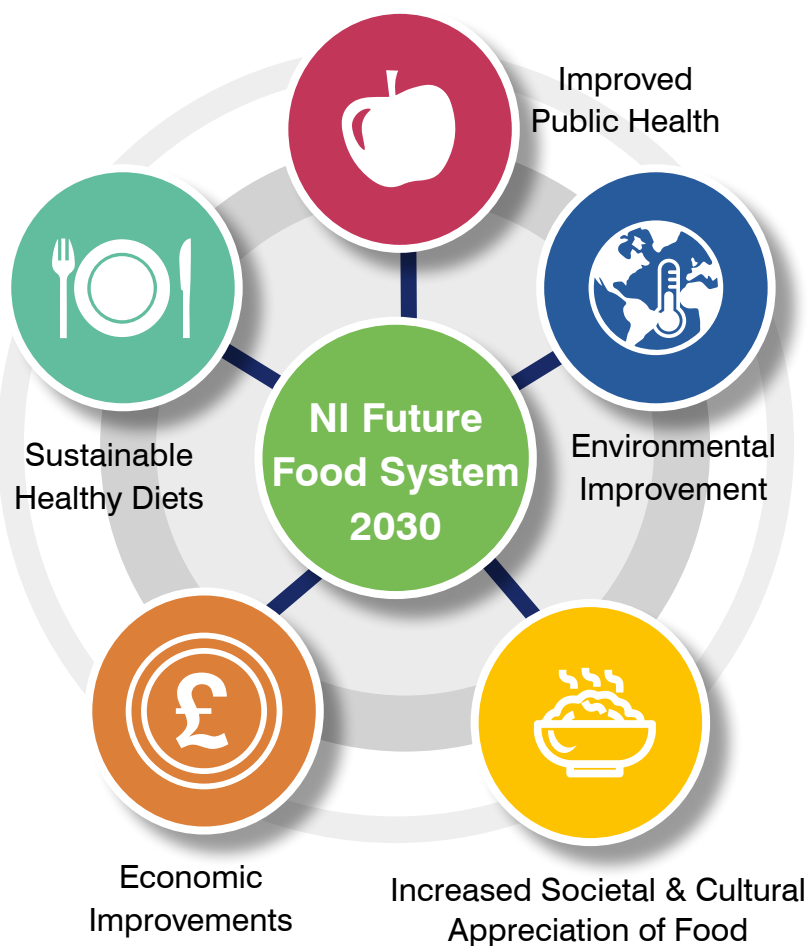 Improved
Public Health
NI Future
Food System
2030
Sustainable
Healthy Diets
Environmental
Improvement
£
Economic
Improvements
Increased Societal & Cultural
Appreciation of Food